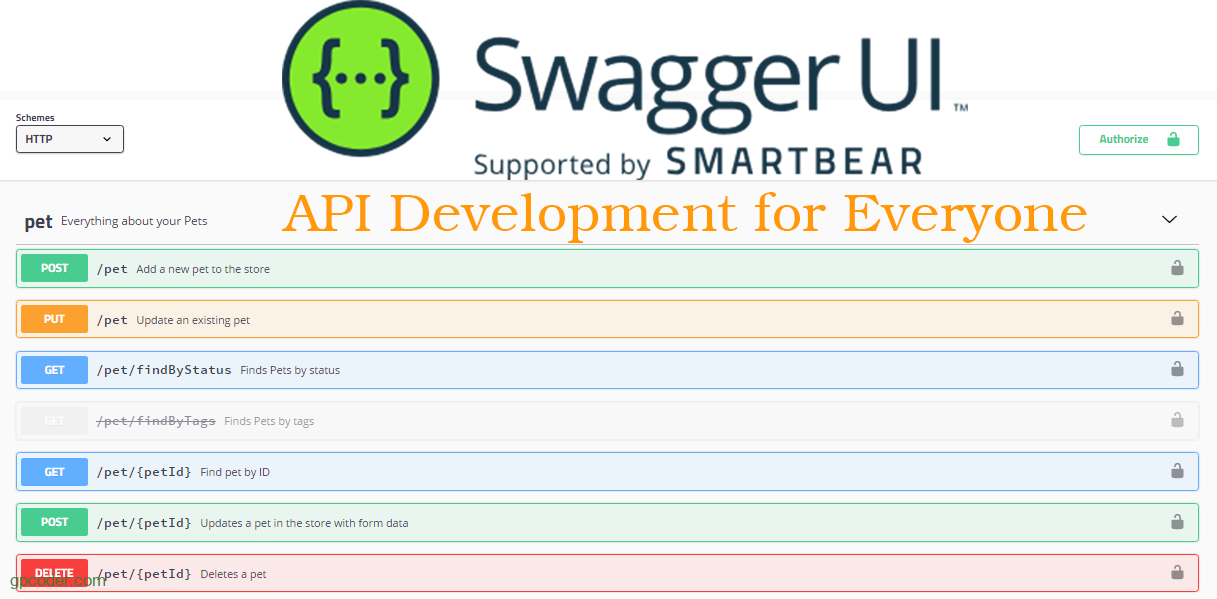 {...}
Swagger UI ™
Supported by SMARTBEAR
Schemes
HTTP
Authorize
API Development for Everyone
pet Everything about your Pets
POST /pet Add a new pet to the store
PUT /pet Update an existing pet
GET /pet/findByStatus Finds Pets by status
GET /pet/findByTags Finds Pets by tags
GET /pet/{petId} Find pet by ID
POST /pet/{petId} Updates a pet in the store with form data
DELETE /pet/{petId} Deletes a pet
gpcoder.com